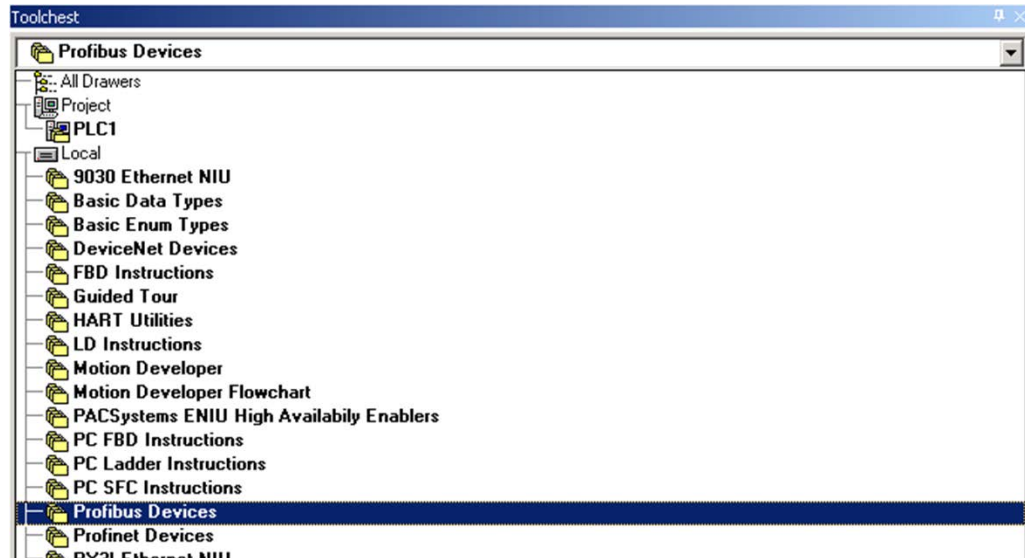 Toolchest
Profibus Devices
All Drawers
Project
PLC1
Local
9030 Ethernet NIU
Basic Data Types
Basic Enum Types
DeviceNet Devices
FBD Instructions
Guided Tour
HART Utilities
LD Instructions
Motion Developer
Motion Developer Flowchart
PACSystems ENIU High Availabily Enablers
PC FBD Instructions
PC Ladder Instructions
PC SFC Instructions
Profibus Devices
Profinet Devices
Ethernet NIU